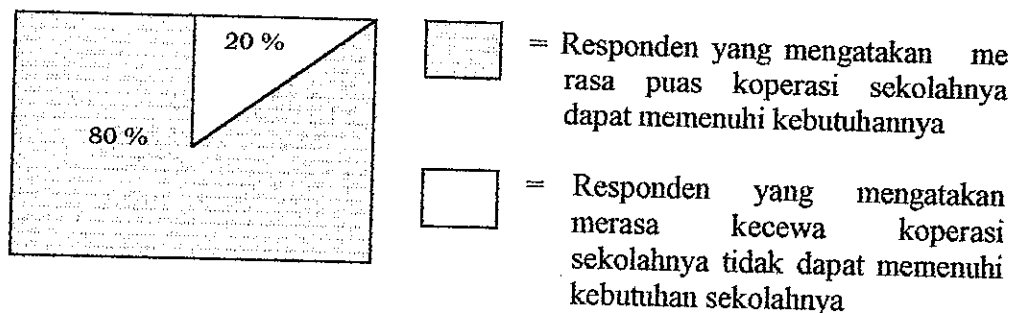 20 %
80 %
= Responden yang mengatakan me
rasa puas koperasi sekolahnya
dapat memenuhi kebutuhannya
= Responden yang mengatakan
merasa kecewa koperasi
sekolahnya tidak dapat memenuhi
kebutuhan sekolahnya